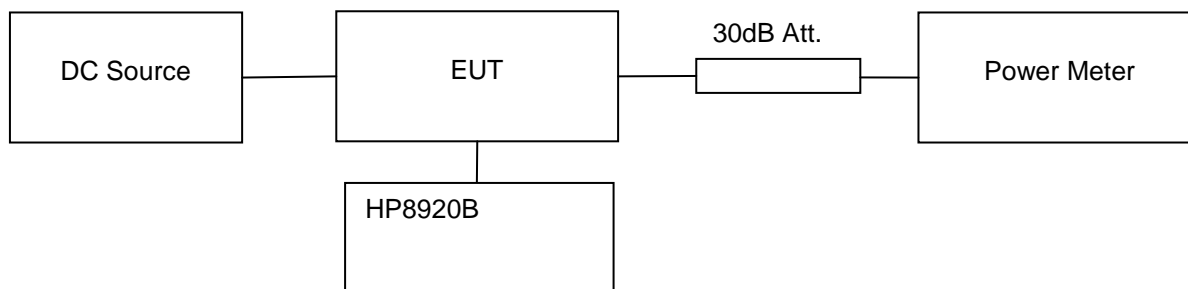 30dB Att.
DC Source
EUT
Power Meter
HP8920B